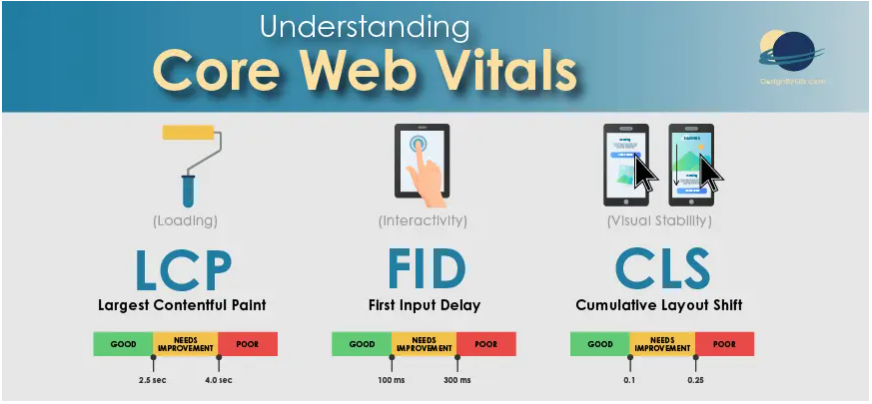 Understanding
Core Web Vitals
(Loading)
(Interactivity)
(Visual Stability)
LCP
FID
CLS
Largest Contentful Paint
First Input Delay
Cumulative Layout Shift
GOOD
NEEDS
IMPROVEMENT
POOR
GOOD
NEEDS
IMPROVEMENT
POOR
GOOD
NEEDS
IMPROVEMENT
POOR
2.5 sec
4.0 sec
100 ms
300 ms
0.1
0.25